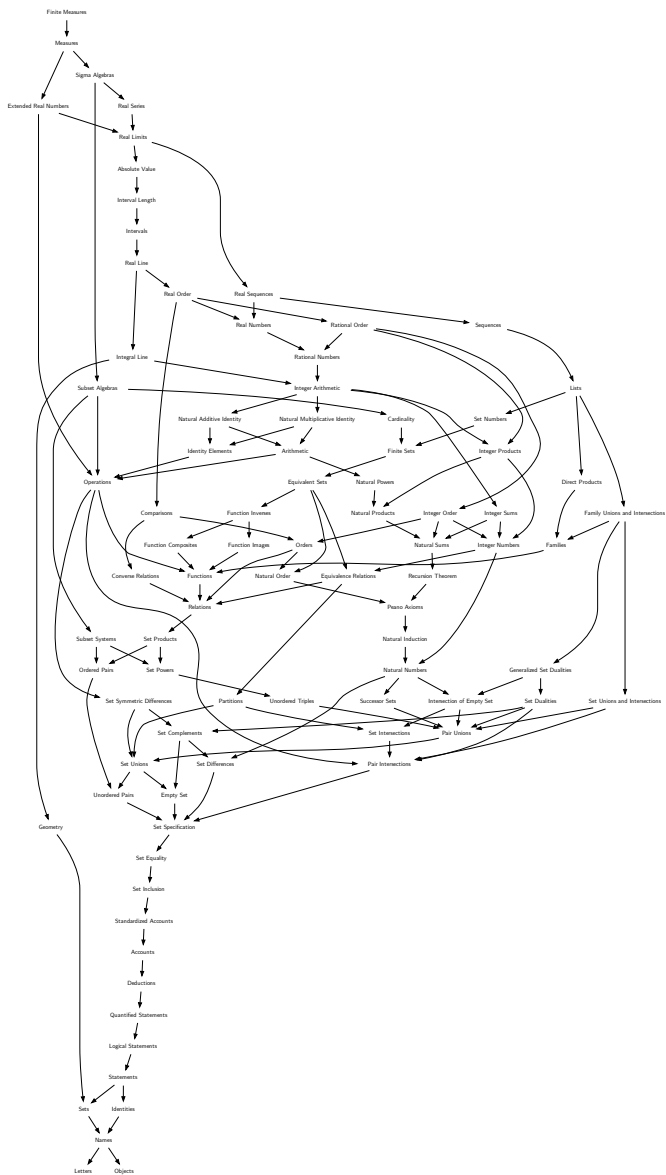 Finite Measures
Measures
Sigma Algebras
Extended Real Numbers
Real Series
Real Limits
Absolute Value
Interval Length
Intervals
Real Line
Real Order
Real Sequences
Real Numbers
Rational Order
Sequences
Integral Line
Rational Numbers
Subset Algebras
Integer Arithmetic
Lists
Natural Additive Identity
Natural Multiplicative Identity
Cardinality
Set Numbers
Identity Elements
Arithmetic
Finite Sets
Integer Products
Operations
Equivalent Sets
Natural Powers
Direct Products
Comparisons
Function Inverses
Natural Products
Integer Order
Integer Sums
Family Unions and Intersections
Function Composites
Function Images
Orders
Natural Sums
Integer Numbers
Families
Converse Relations
Functions
Natural Order
Equivalence Relations
Recursion Theorem
Relations
Peano Axioms
Subset Systems
Set Products
Natural Induction
Ordered Pairs
Set Powers
Natural Numbers
Generalized Set Dualities
Set Symmetric Differences
Partitions
Unordered Triples
Successor Sets
Intersection of Empty Set
Set Dualities
Set Unions and Intersections
Set Complements
Set Intersections
Pair Unions
Set Unions
Set Differences
Pair Intersections
Unordered Pairs
Empty Set
Geometry
Set Specification
Set Equality
Set Inclusion
Standardized Accounts
Accounts
Deductions
Quantified Statements
Logical Statements
Statements
Sets
Identities
Names
Letters
Objects